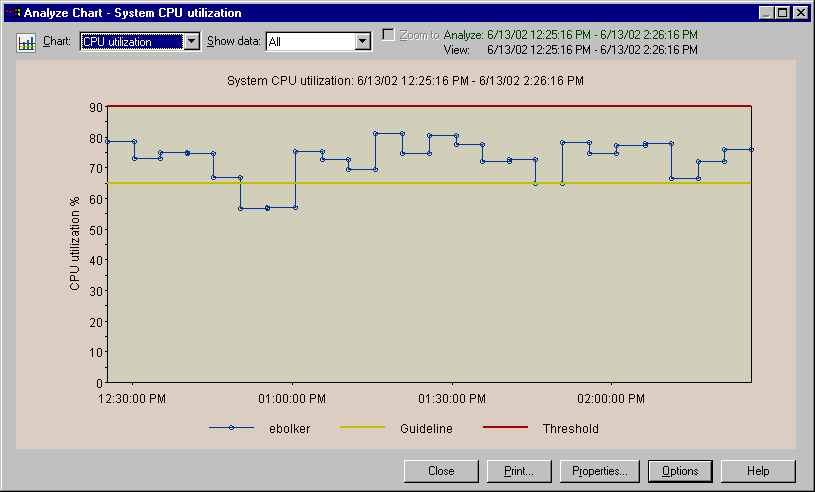 Analyze Chart - System CPU utilization
Chart: CPU utilization Show data: All Zoom to Analyze: 6/13/02 12:25:16 PM - 6/13/02 2:26:16 PM
View: 6/13/02 12:25:16 PM - 6/13/02 2:26:16 PM
System CPU utilization: 6/13/02 12:25:16 PM - 6/13/02 2:26:16 PM
CPU utilization %
90
80
70
60
50
40
30
20
10
0
12:30:00 PM 01:00:00 PM 01:30:00 PM 02:00:00 PM
ebolker Guideline Threshold
Close Print... Properties... Options Help